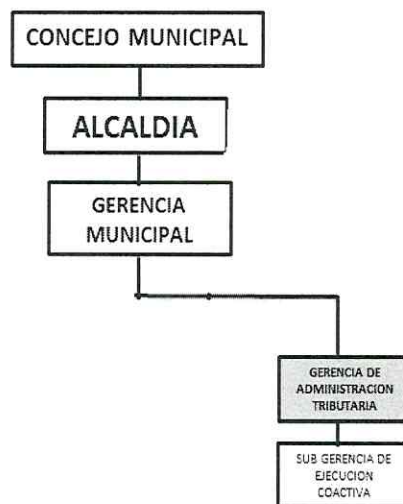 CONCEJO MUNICIPAL
ALCALDIA
GERENCIA
MUNICIPAL
GERENCIA DE
ADMINISTRACION
TRIBUTARIA
SUB GERENCIA DE
EJECUCION
COACTIVA